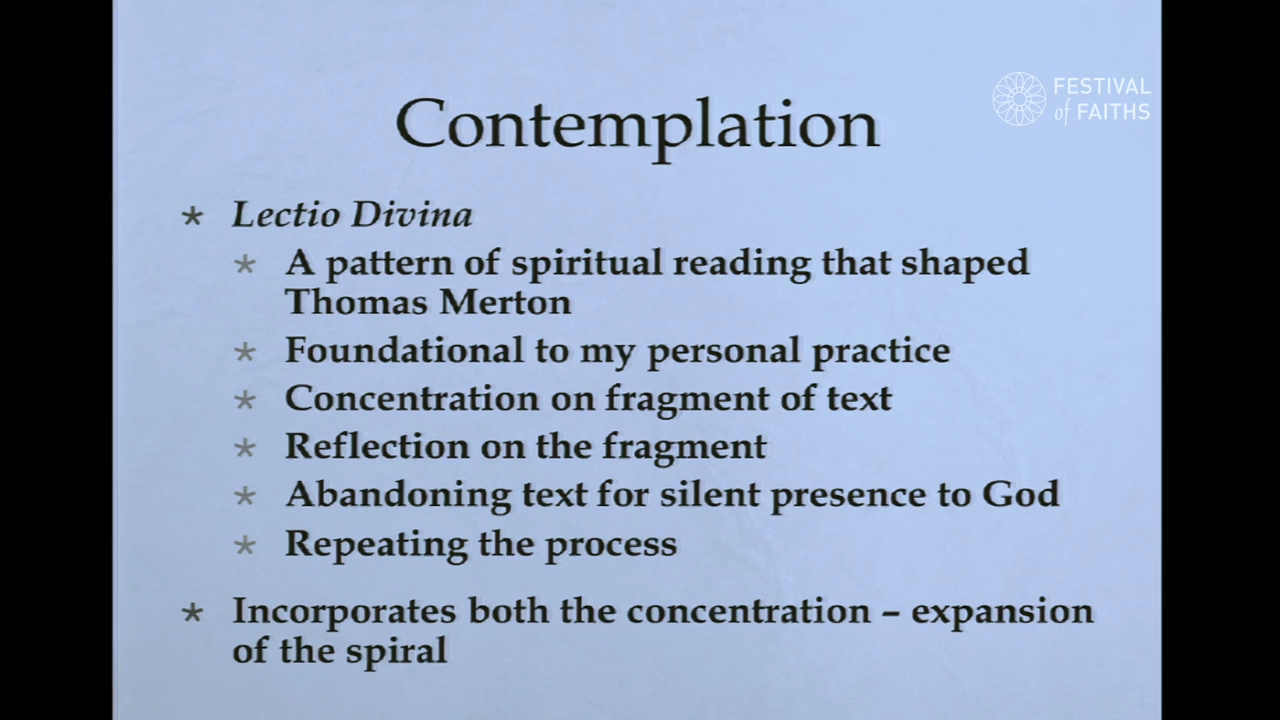 FESTIVAL
of FAITHS
Contemplation
* Lectio Divina
* A pattern of spiritual reading that shaped
Thomas Merton
* Foundational to my personal practice
* Concentration on fragment of text
* Reflection on the fragment
* Abandoning text for silent presence to God
* Repeating the process
* Incorporates both the concentration – expansion
of the spiral